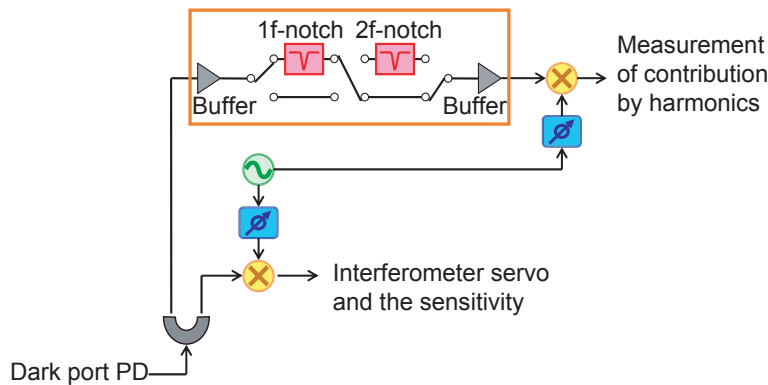 1f-notch 2f-notch
Buffer
Buffer
Measurement
of contribution
by harmonics
Interferometer servo
and the sensitivity
Dark port PD